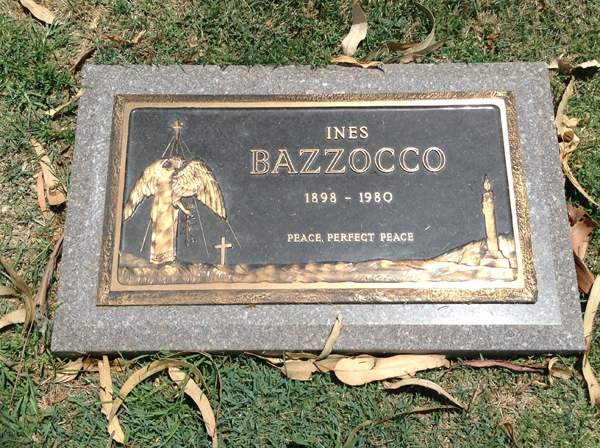 INES
BAZZOCCO
1898 - 1980
PEACE, PERFECT PEACE